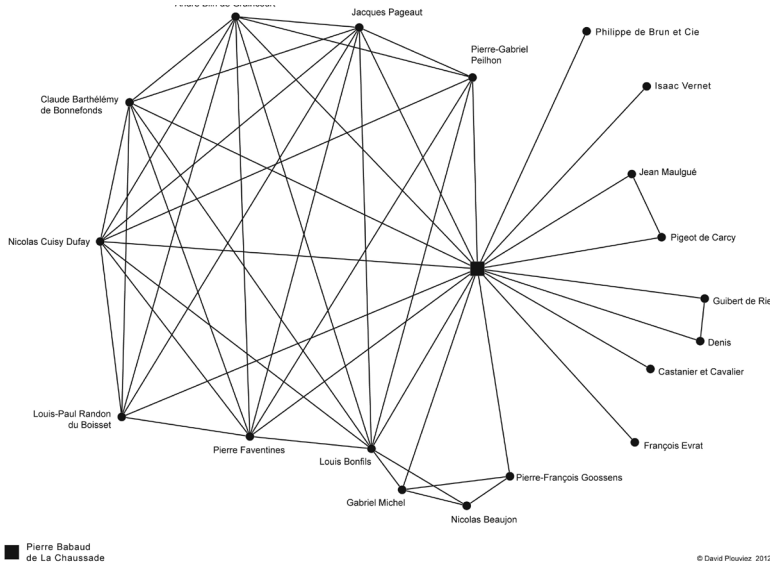 Jacques Pageaut
Pierre-Gabriel
Peilhon
Philippe de Brun et Cie
Isaac Vernet
Claude Barthélémy
de Bonnefonds
Jean Maulgué
Pigeot de Carcy
Nicolas Cuisy Dufay
Guibert de Rie
Denis
Castanier et Cavalier
Louis-Paul Randon
du Boisset
Pierre Faventines
Louis Bonfils
François Evrat
Pierre-François Goossens
Gabriel Michel
Nicolas Beaujon
Pierre Babaud
de La Chaussade
© David Plouviez 2012